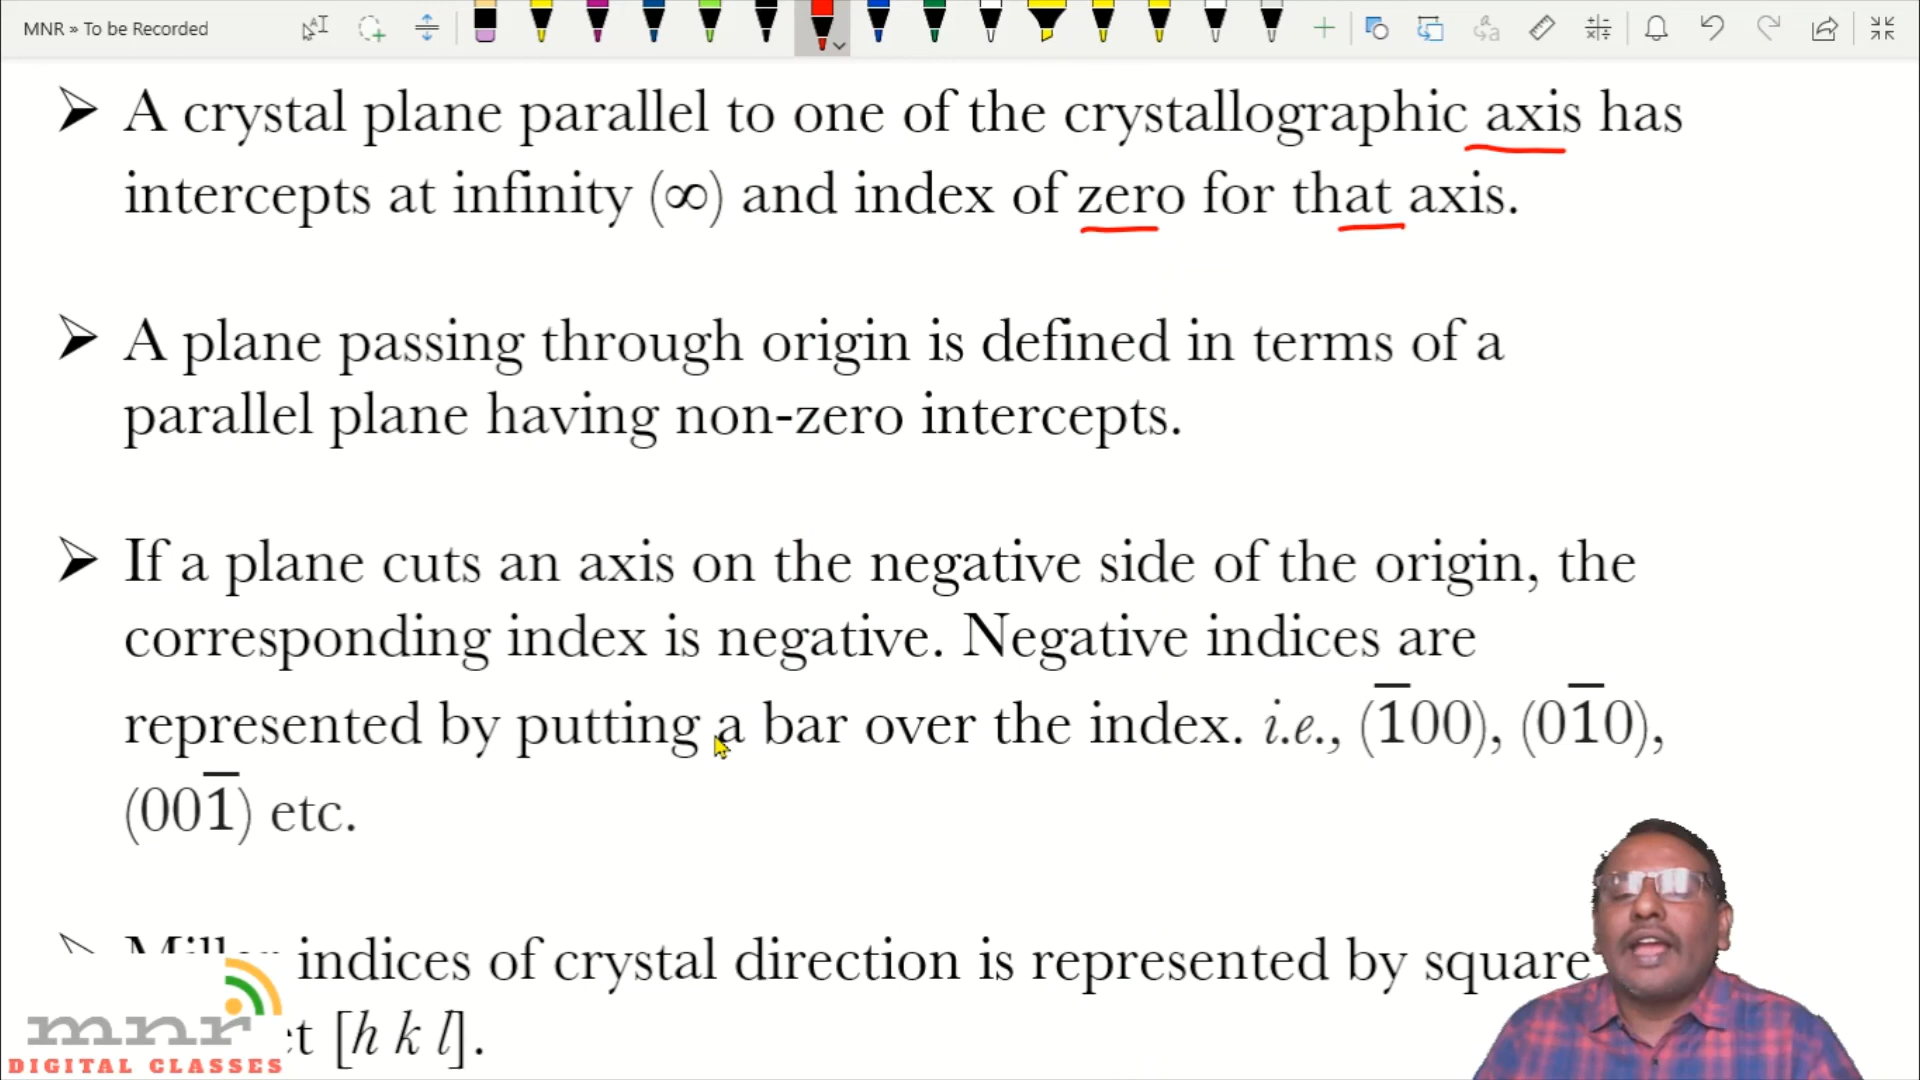 MNR » To be Recorded
➤ A crystal plane parallel to one of the crystallographic axis has
intercepts at infinity (∞) and index of zero for that axis.
➤ A plane passing through origin is defined in terms of a
parallel plane having non-zero intercepts.
➤ If a plane cuts an axis on the negative side of the origin, the
corresponding index is negative. Negative indices are
represented by putting a bar over the index. i.e., (1̅00), (01̅0),
(001̅) etc.
➤ Miller indices of crystal direction is represented by square
[h k l].
mnr
DIGITAL CLASSES